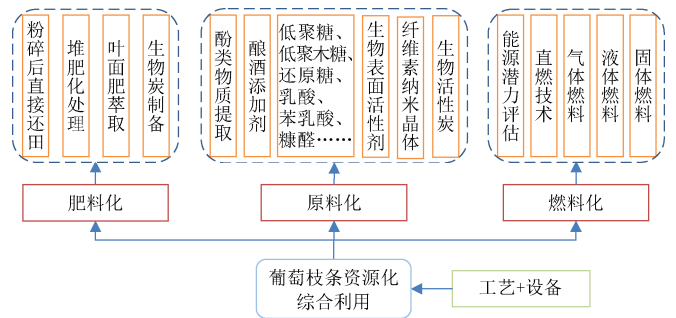 粉碎后直接还田
堆肥化处理
叶面肥萃取
生物炭制备
酚类物质提取
酿酒添加剂
低聚糖、
低聚木糖、
还原糖、
乳酸、
苯乳酸、
糠醛……
生物表面活性剂
纤维素纳米晶体
生物活性炭
能源潜力评估
直燃技术
气体燃料
液体燃料
固体燃料
肥料化
原料化
燃料化
葡萄枝条资源化
综合利用
工艺+设备